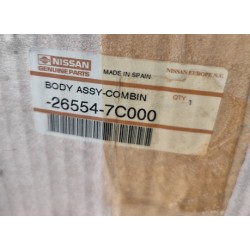 NISSAN
GENUINE PARTS
MADE IN SPAIN
NISSAN EUROPE N.V.
BODY ASSY-COMBIN
QTY 1
-26554-7C000